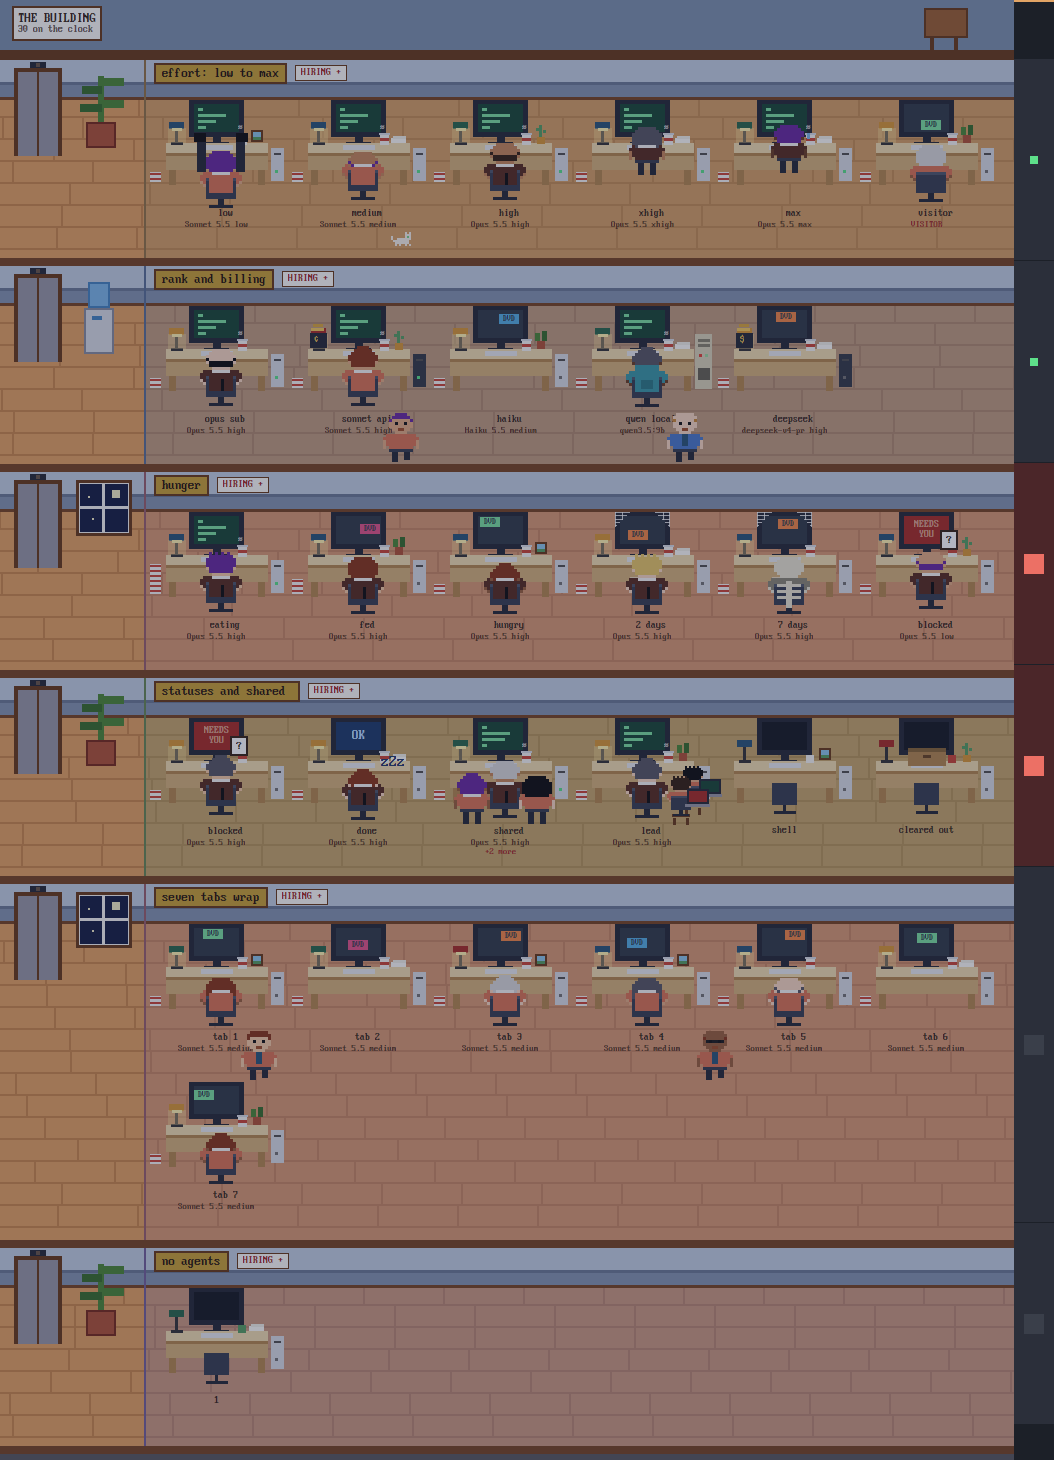 THE BUILDING
30 on the clock
effort: low to max
HIRING +
DVD
low
medium
high
xhigh
max
visitor
Sonnet 5.5 low
Sonnet 5.5 medium
Opus 5.5 high
Opus 5.5 xhigh
Opus 5.5 max
VISITOR
rank and billing
HIRING +
DVD
DVD
opus sub
sonnet api
haiku
qwen loca
deepseek
Opus 5.5 high
Sonnet 5.5 high
Haiku 5.5 medium
qwen3.5:9b
deepseek-v4-pr high
hunger
HIRING +
DVD
DVD
DVD
DVD
NEEDS YOU
?
eating
fed
hungry
2 days
7 days
blocked
Opus 5.5 high
Opus 5.5 high
Opus 5.5 high
Opus 5.5 high
Opus 5.5 low
statuses and shared
HIRING +
NEEDS YOU
?
OK
zZz
blocked
done
shared
lead
shell
cleared out
Opus 5.5 high
Opus 5.5 high
Opus 5.5 high
Opus 5.5 high
+2 more
seven tabs wrap
HIRING +
DVD
DVD
DVD
DVD
DVD
DVD
tab 1
tab 2
tab 3
tab 4
tab 5
tab 6
Sonnet 5.5 mediu
Sonnet 5.5 medium
Sonnet 5.5 medium
Sonnet 5.5 medium
Sonnet 5.5 medium
Sonnet 5.5 medium
DVD
tab 7
Sonnet 5.5 medium
no agents
HIRING +
1